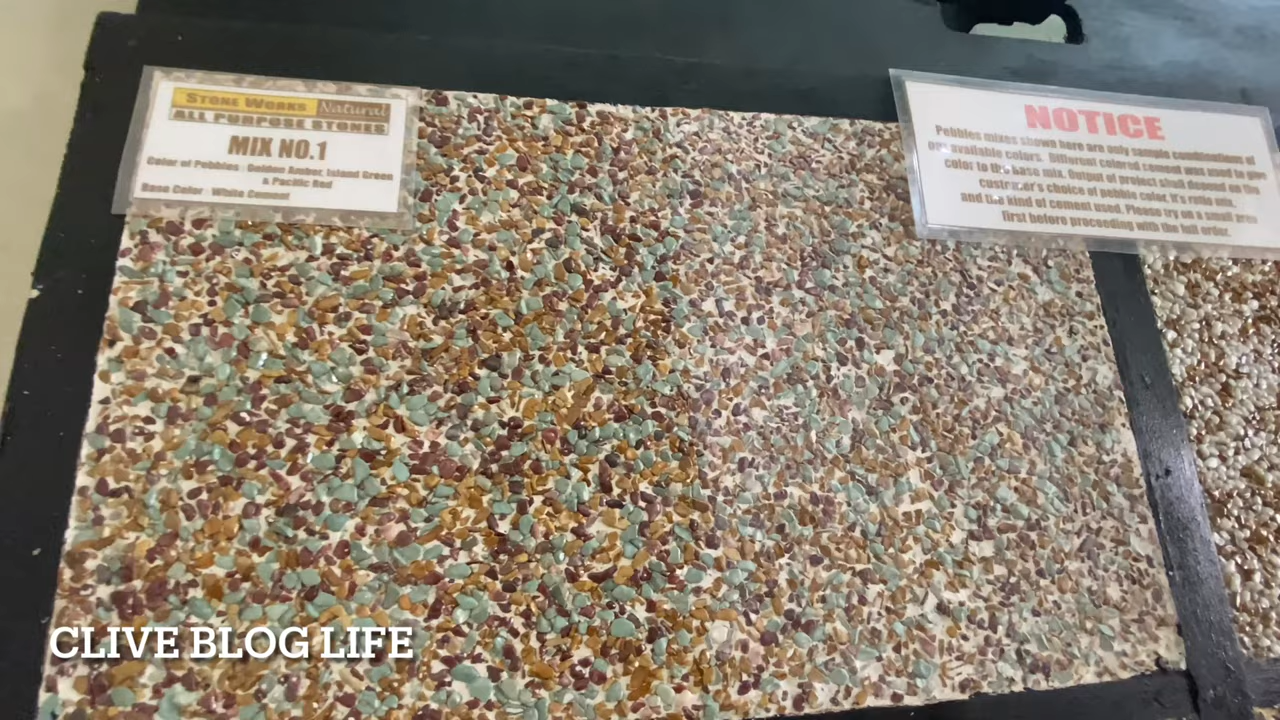 STONE WORKS Natural
ALL PURPOSE STONES
MIX NO.1
Color of Pebbles : Golden Amber, Island Green
& Pacific Red
Base Color : White Cement
NOTICE
Pebbles mixes shown here are only sample combinations of
our available colors. Different colored cement was used to give
color to the base mix. Output of project shall depend on the
customer's choice of pebble color, it's ratio mix,
and the kind of cement used. Please try on a small area
first before proceeding with the full order.
CLIVE BLOG LIFE